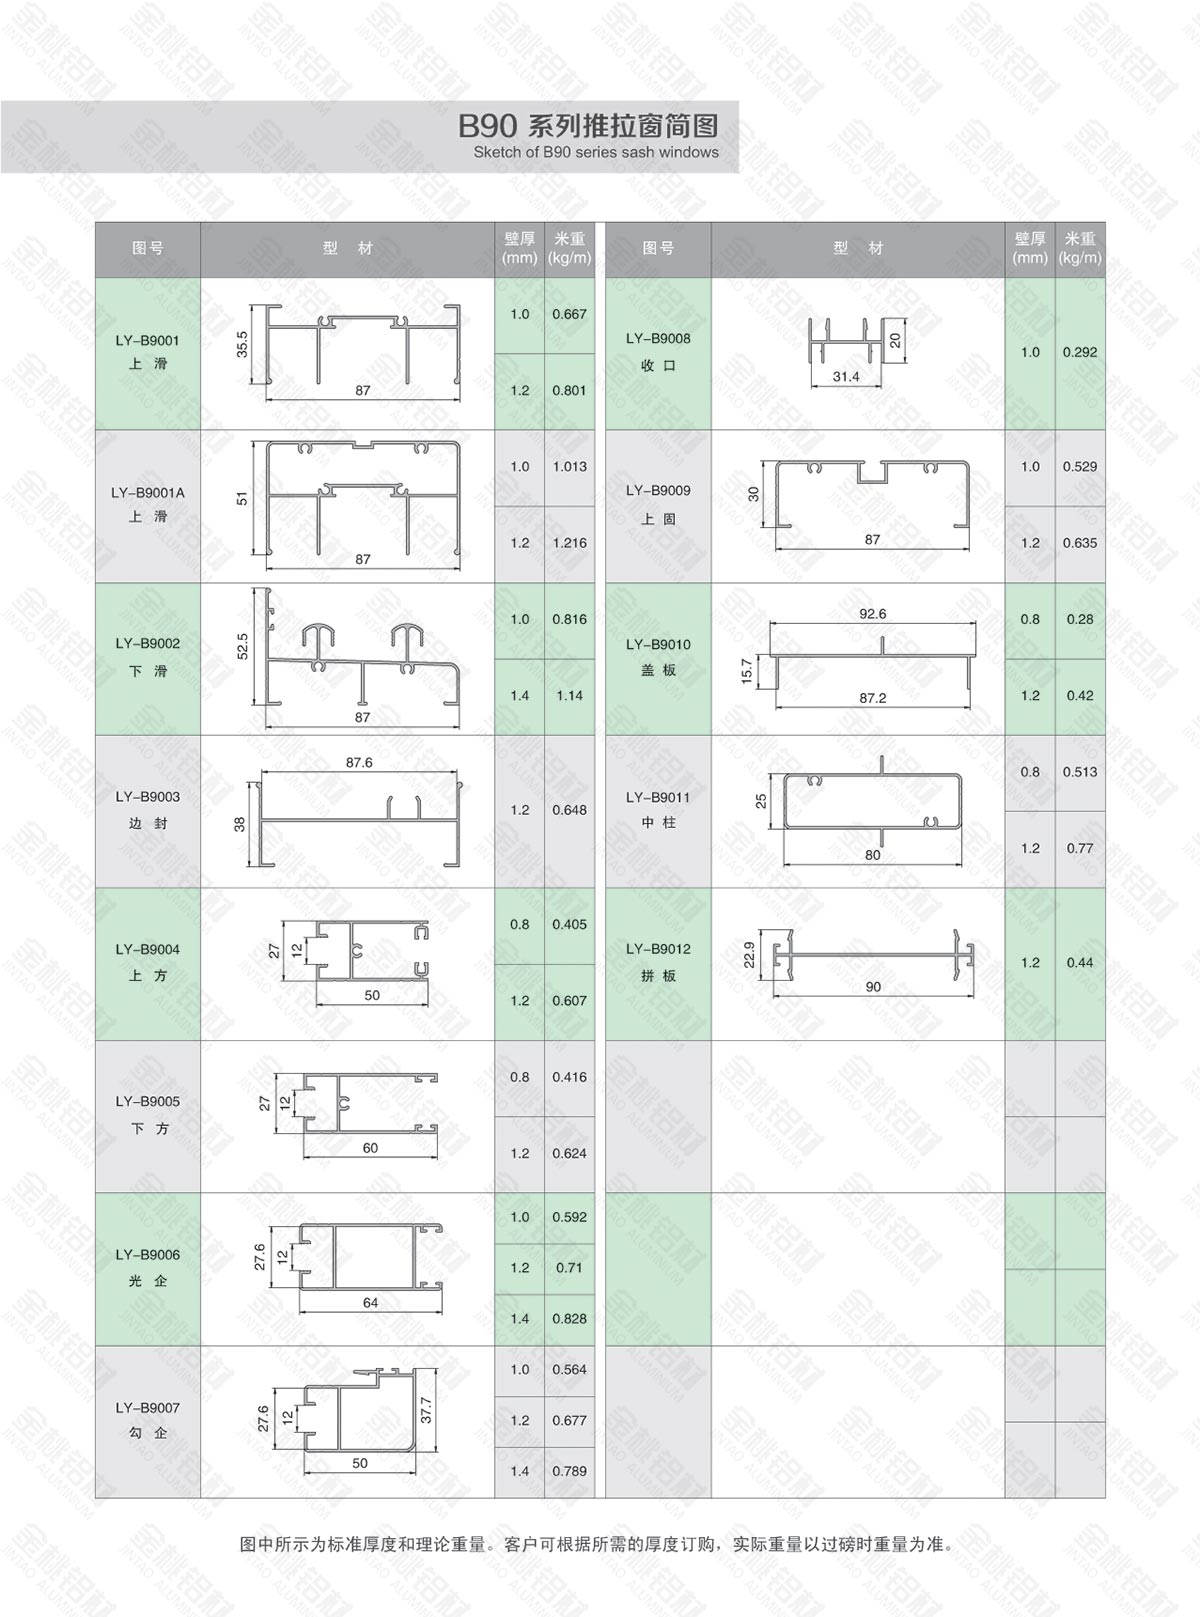 B90 系列推拉窗简图
Sketch of B90 series sash windows
图号 型 材 壁厚(mm) 米重(kg/m)
LY-B9001
上 滑
35.5
87
1.0 0.667
1.2 0.801
LY-B9001A
上 滑
51
87
1.0 1.013
1.2 1.216
LY-B9002
下 滑
52.5
87
1.0 0.816
1.4 1.14
LY-B9003
边 封
87.6
38
1.2 0.648
LY-B9004
上 方
27
12
50
0.8 0.405
1.2 0.607
LY-B9005
下 方
27
12
60
0.8 0.416
1.2 0.624
LY-B9006
光 企
27.6
12
64
1.0 0.592
1.2 0.71
1.4 0.828
LY-B9007
勾 企
27.6
12
37.7
50
1.0 0.564
1.2 0.677
1.4 0.789
图号 型 材 壁厚(mm) 米重(kg/m)
LY-B9008
收 口
20
31.4
1.0 0.292
LY-B9009
上 固
30
87
1.0 0.529
1.2 0.635
LY-B9010
盖 板
92.6
15.7
87.2
0.8 0.28
1.2 0.42
LY-B9011
中 柱
25
80
0.8 0.513
1.2 0.77
LY-B9012
拼 板
22.9
90
1.2 0.44
图中所示为标准厚度和理论重量。客户可根据所需的厚度订购，实际重量以过磅时重量为准。
金桃铝材
JINTAO ALUMINIUM